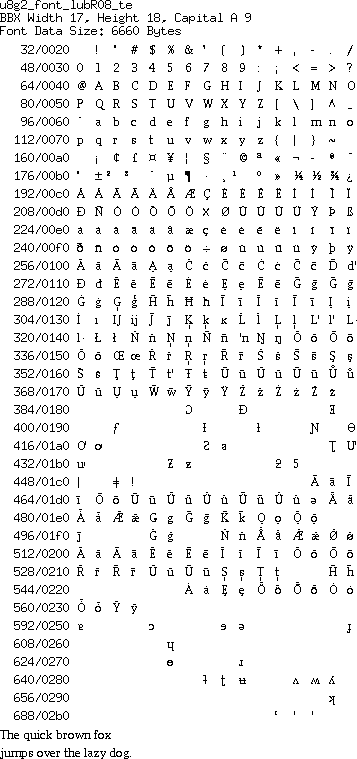 u8g2_font_lubR08_te
BBX Width 17, Height 18, Capital A 9
Font Data Size: 6660 Bytes
32/0020 ! " # $ % & ' ( ) * + , - . /
48/0030 0 1 2 3 4 5 6 7 8 9 : ; < = > ?
64/0040 @ A B C D E F G H I J K L M N O
80/0050 P Q R S T U V W X Y Z [ \ ] ^ _
96/0060 ` a b c d e f g h i j k l m n o
112/0070 p q r s t u v w x y z { | } ~
160/00a0 ¡ ¢ £ ¤ ¥ ¦ § ¨ © ª « ¬ - ® ¯
176/00b0 ° ± ² ³ ´ µ ¶ · ¸ ¹ º » ¼ ½ ¾ ¿
192/00c0 À Á Â Ã Ä Å Æ Ç È É Ê Ë Ì Í Î Ï
208/00d0 Ð Ñ Ò Ó Ô Õ Ö × Ø Ù Ú Û Ü Ý Þ ß
224/00e0 à á â ã ä å æ ç è é ê ë ì í î ï
240/00f0 ð ñ ò ó ô õ ö ÷ ø ù ú û ü ý þ ÿ
256/0100 Ā ā Ă ă Ą ą Ć ć Ĉ ĉ Ċ ċ Č č Ď ď
272/0110 Đ đ Ē ē Ĕ ĕ Ė ė Ę ę Ě ě Ĝ ĝ Ğ ğ
288/0120 Ġ ġ Ģ ģ Ĥ ĥ Ħ ħ Ĩ ĩ Ī ī Ĭ ĭ Į į
304/0130 İ ı Ĳ ĳ Ĵ ĵ Ķ ķ ĸ Ĺ ĺ Ļ ļ Ľ ľ Ŀ
320/0140 ŀ Ł ł Ń ń Ņ ņ Ň ň ŉ Ŋ ŋ Ō ō Ŏ ŏ
336/0150 Ő ő Œ œ Ŕ ŕ Ŗ ŗ Ř ř Ś ś Ŝ ŝ Ş ş
352/0160 Š š Ţ ţ Ť ť Ŧ ŧ Ũ ũ Ū ū Ŭ ŭ Ů ů
368/0170 Ű ű Ų ų Ŵ ŵ Ŷ ŷ Ÿ Ź ź Ż ż Ž ž
384/0180 Ɔ Ɖ Ǝ
400/0190 ƒ Ɨ ƚ Ɲ Ɵ
416/01a0 Ơ ơ Ƨ ƨ Ʈ Ư
432/01b0 ư Ƶ ƶ ƻ Ƽ
448/01c0 ǀ ǂ ǃ Ǎ ǎ Ǐ
464/01d0 ǐ Ǒ ǒ Ǔ ǔ Ǖ ǖ Ǘ ǘ Ǚ ǚ Ǜ ǜ ǝ Ǟ ǟ
480/01e0 Ǡ ǡ Ǣ ǣ Ǥ ǥ Ǧ ǧ Ǩ ǩ Ǫ ǫ Ǭ ǭ
496/01f0 ǰ Ǵ ǵ Ǹ ǹ Ǻ ǻ Ǽ ǽ Ǿ ǿ
512/0200 Ȁ ȁ Ȃ ȃ Ȅ ȅ Ȇ ȇ Ȉ ȉ Ȋ ȋ Ȍ ȍ Ȏ ȏ
528/0210 Ȑ ȑ Ȓ ȓ Ȕ ȕ Ȗ ȗ Ș ș Ț ț Ȟ ȟ
544/0220 Ȧ ȧ Ȩ ȩ Ȫ ȫ Ȭ ȭ Ȯ ȯ
560/0230 Ȱ ȱ Ȳ ȳ
592/0250 ɐ ɔ ɘ ə ɟ
608/0260 ɥ
624/0270 ɵ ɹ
640/0280 ʇ ʈ ʉ ʌ ʍ ʎ
656/0290 ʞ
688/02b0 ʻ ʼ ʽ
The quick brown fox
jumps over the lazy dog.